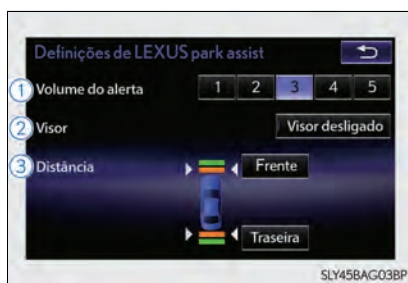 Definições de LEXUS park assist
1 Volume do alerta 1 2 3 4 5
2 Visor Visor desligado
3 Distância Frente
Traseira
SLY45BAG03BP